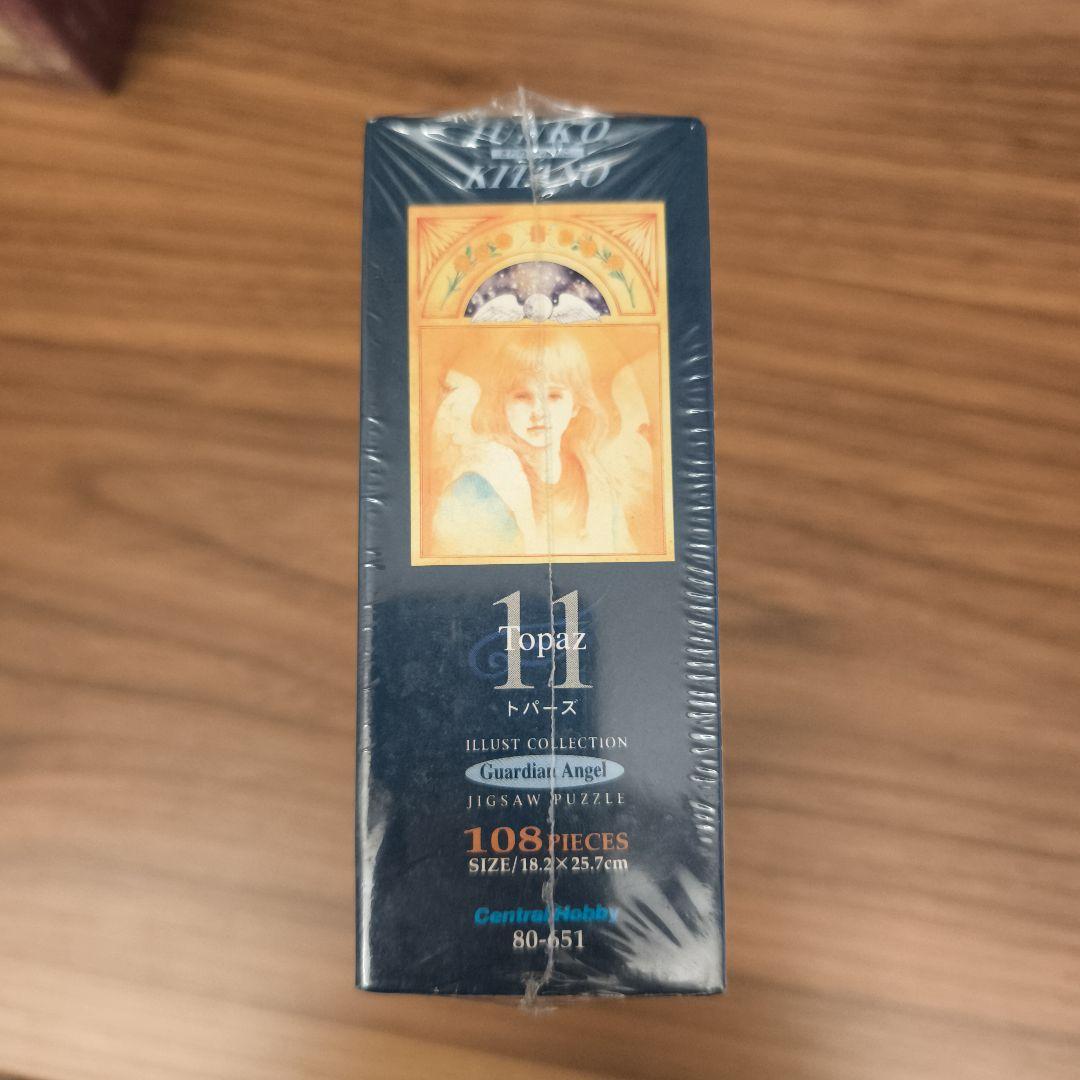 JUNKO
KITANO
11
Topaz
トパーズ
ILLUST COLLECTION
Guardian Angel
JIGSAW PUZZLE
108 PIECES
SIZE/18.2×25.7cm
Central Hobby
80-651